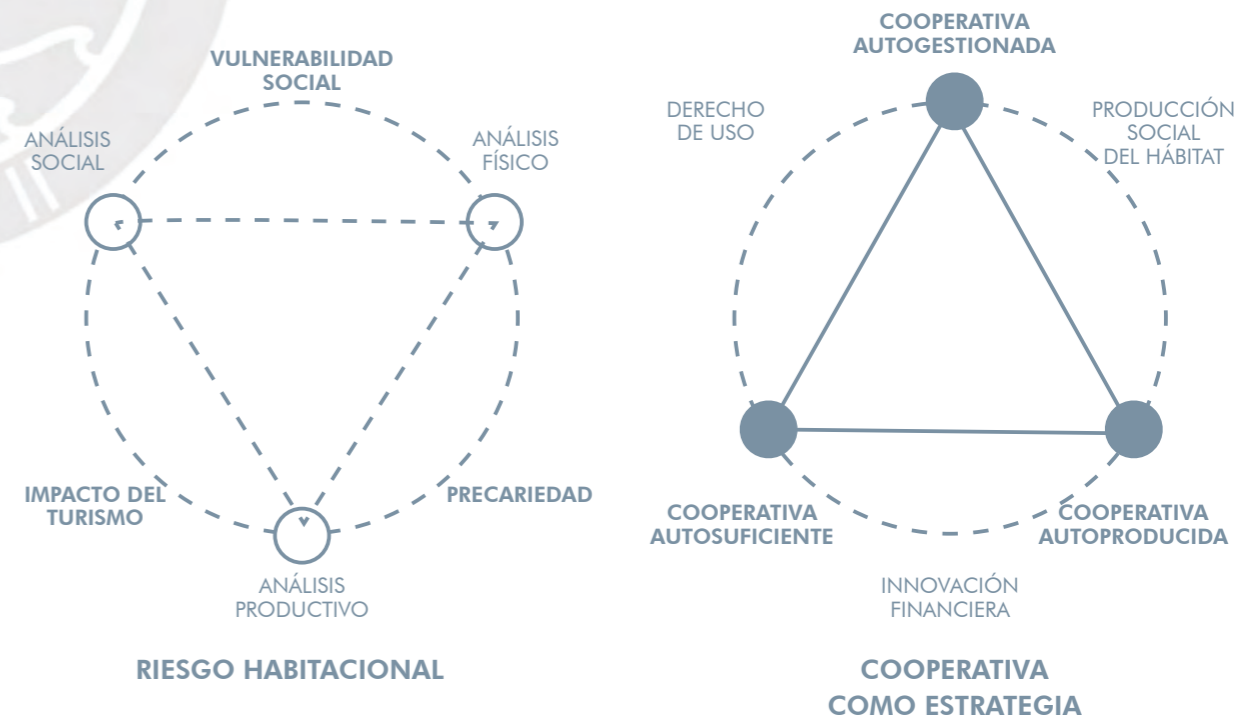 VULNERABILIDAD
SOCIAL
ANÁLISIS
SOCIAL
ANÁLISIS
FÍSICO
IMPACTO DEL
TURISMO
PRECARIEDAD
ANÁLISIS
PRODUCTIVO
RIESGO HABITACIONAL
COOPERATIVA
AUTOGESTIONADA
DERECHO
DE USO
PRODUCCIÓN
SOCIAL
DEL HÁBITAT
COOPERATIVA
AUTOSUFICIENTE
COOPERATIVA
AUTOPRODUCIDA
INNOVACIÓN
FINANCIERA
COOPERATIVA
COMO ESTRATEGIA